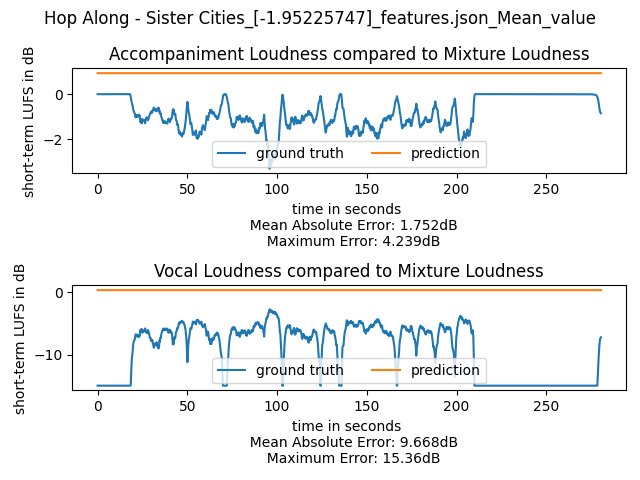 Hop Along - Sister Cities_[-1.95225747]_features.json_Mean_value
Accompaniment Loudness compared to Mixture Loudness
short-term LUFS in dB
0
−2
ground truth
prediction
0
50
100
150
200
250
time in seconds
Mean Absolute Error: 1.752dB
Maximum Error: 4.239dB
Vocal Loudness compared to Mixture Loudness
short-term LUFS in dB
0
−10
ground truth
prediction
0
50
100
150
200
250
time in seconds
Mean Absolute Error: 9.668dB
Maximum Error: 15.36dB